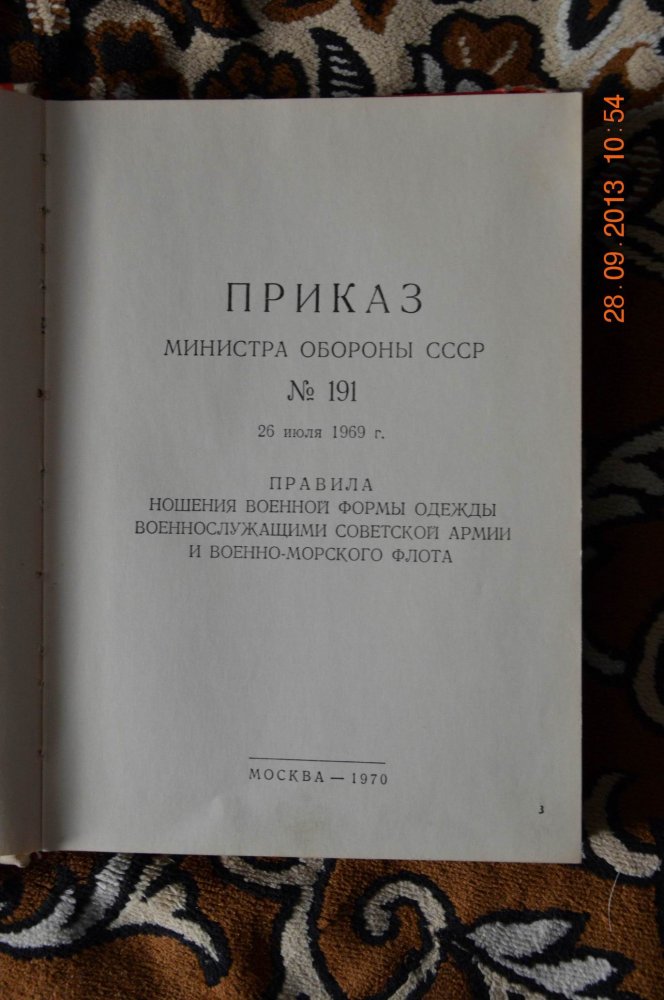 ПРИКАЗ
МИНИСТРА ОБОРОНЫ СССР
№ 191
26 июля 1969 г.
ПРАВИЛА
НОШЕНИЯ ВОЕННОЙ ФОРМЫ ОДЕЖДЫ
ВОЕННОСЛУЖАЩИМИ СОВЕТСКОЙ АРМИИ
И ВОЕННО-МОРСКОГО ФЛОТА
МОСКВА — 1970
3
28.09.2013 10:54